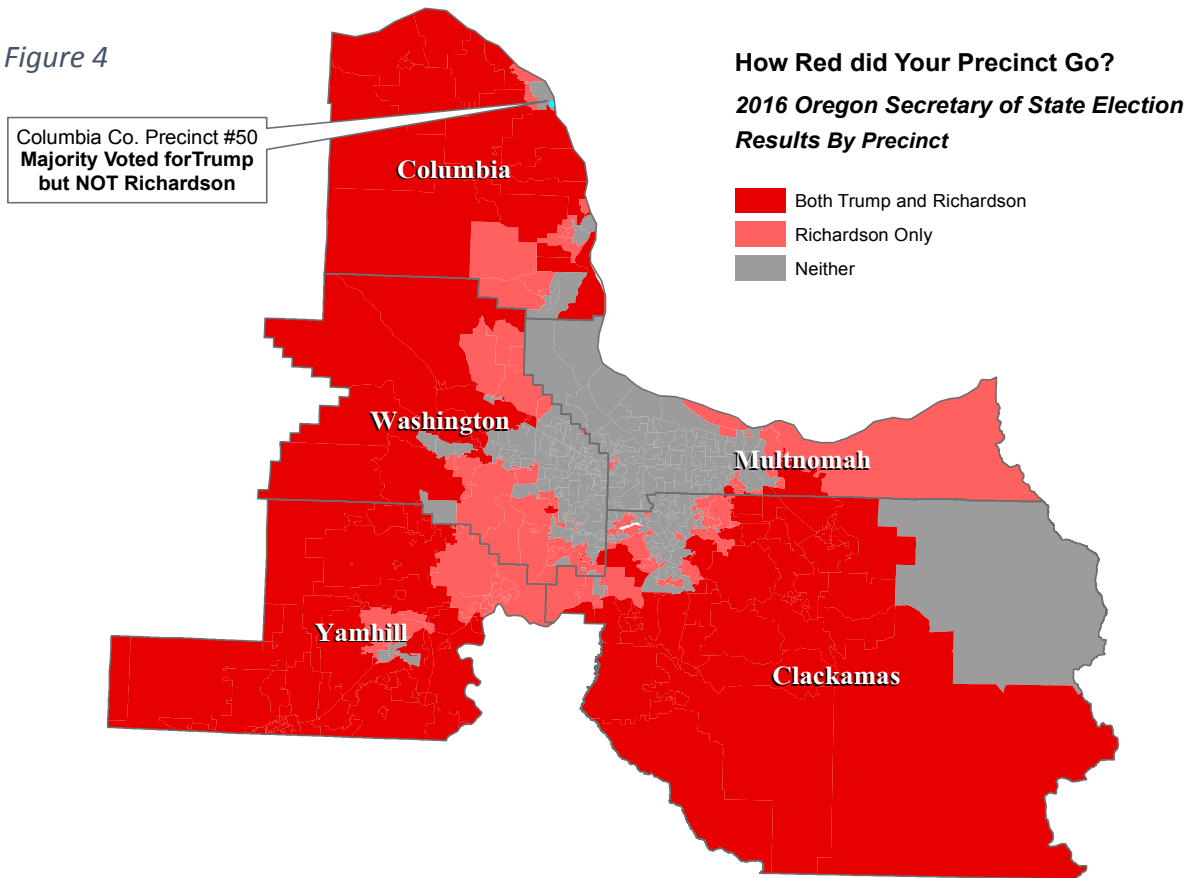 Figure 4
How Red did Your Precinct Go?
2016 Oregon Secretary of State Election
Results By Precinct
Both Trump and Richardson
Richardson Only
Neither
Columbia Co. Precinct #50
Majority Voted forTrump
but NOT Richardson
Columbia
Washington
Multnomah
Yamhill
Clackamas